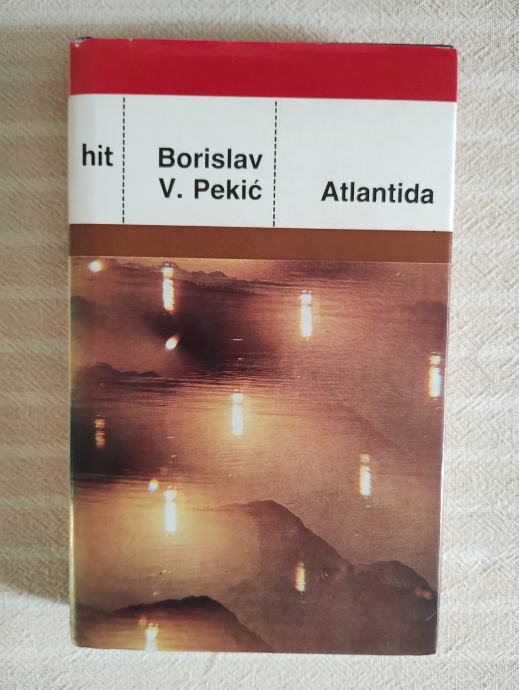 hit
Borislav
V. Pekić
Atlantida